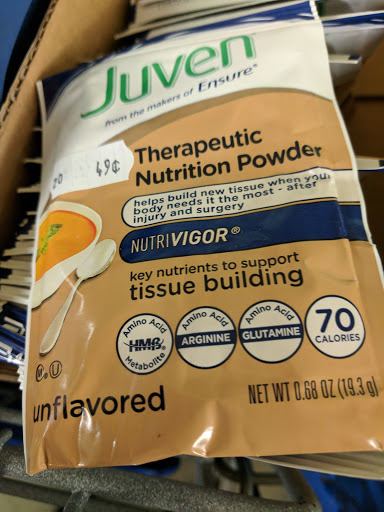 Juven®
from the makers of Ensure®
49¢
Therapeutic
Nutrition Powder
helps build new tissue when your
body needs it the most - after
injury and surgery
NUTRIVIGOR®
key nutrients to support
tissue building
Amino Acid
HMB®
Metabolite
Amino Acid
ARGININE
Amino Acid
GLUTAMINE
70
CALORIES
unflavored
NET WT 0.68 OZ (19.3 g)